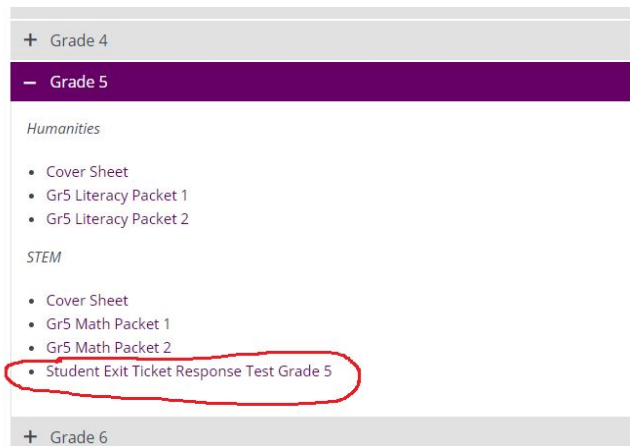 + Grade 4
− Grade 5
Humanities
• Cover Sheet
• Gr5 Literacy Packet 1
• Gr5 Literacy Packet 2
STEM
• Cover Sheet
• Gr5 Math Packet 1
• Gr5 Math Packet 2
• Student Exit Ticket Response Test Grade 5
+ Grade 6